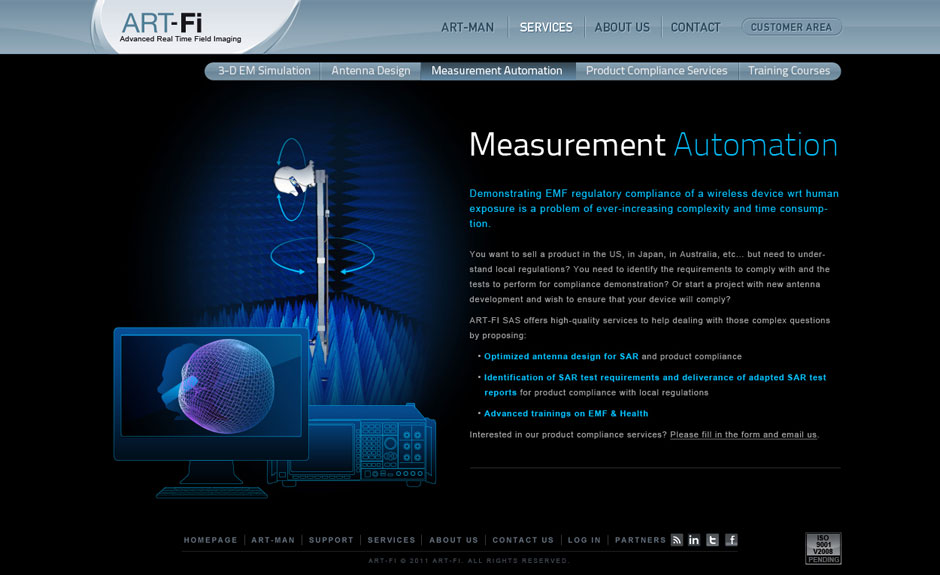 ART-Fi
Advanced Real Time Field Imaging
ART-MAN SERVICES ABOUT US CONTACT CUSTOMER AREA
3-D EM Simulation Antenna Design Measurement Automation Product Compliance Services Training Courses
Measurement Automation
Demonstrating EMF regulatory compliance of a wireless device wrt human
exposure is a problem of ever-increasing complexity and time consump-
tion.
You want to sell a product in the US, in Japan, in Australia, etc... but need to under-
stand local regulations? You need to identify the requirements to comply with and the
tests to perform for compliance demonstration? Or start a project with new antenna
development and wish to ensure that your device will comply?
ART-FI SAS offers high-quality services to help dealing with those complex questions
by proposing:
• Optimized antenna design for SAR and product compliance
• Identification of SAR test requirements and deliverance of adapted SAR test
reports for product compliance with local regulations
• Advanced trainings on EMF & Health
Interested in our product compliance services? Please fill in the form and email us.
HOMEPAGE ART-MAN SUPPORT SERVICES ABOUT US CONTACT US LOG IN PARTNERS
ISO
9001
V2008
PENDING
ART-FI © 2011 ART-FI. ALL RIGHTS RESERVED.